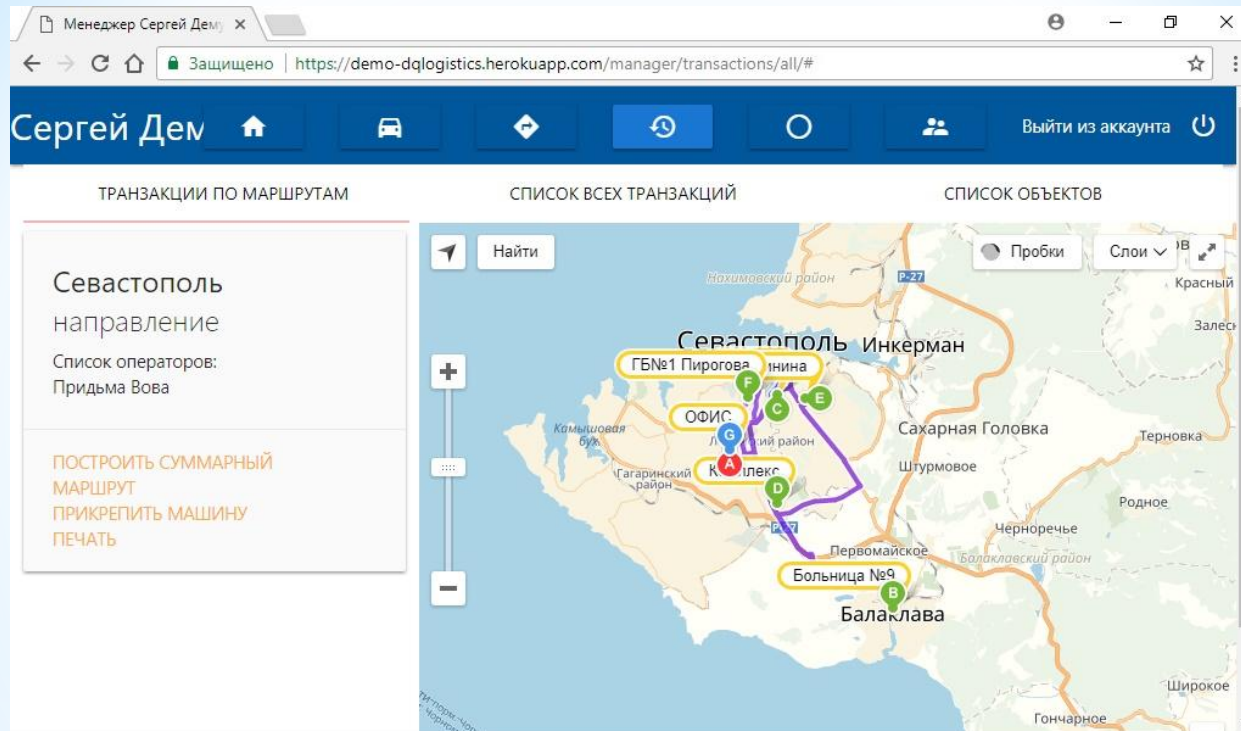 Менеджер Сергей Дем
Защищено | https://demo-dqlogistics.herokuapp.com/manager/transactions/all/#
Сергей Дем
Выйти из аккаунта
ТРАНЗАКЦИИ ПО МАРШРУТАМ
СПИСОК ВСЕХ ТРАНЗАКЦИЙ
СПИСОК ОБЪЕКТОВ
Севастополь
направление
Список операторов:
Придьма Вова
ПОСТРОИТЬ СУММАРНЫЙ
МАРШРУТ
ПРИКРЕПИТЬ МАШИНУ
ПЕЧАТЬ
Найти
Пробки
Слои
Нахимовский район
Р-27
Красный
Севастополь
Инкерман
ГБ№1 Пирогова
инина
F
C
E
ОФИС
G
Камышовая
бух.
ий район
Сахарная Головка
Терновка
A
Гагаринский
район
D
Штурмовое
Родное
Черноречье
Первомайское
Балаклавский район
Больница №9
B
Балаклава
Широкое
Гончарное